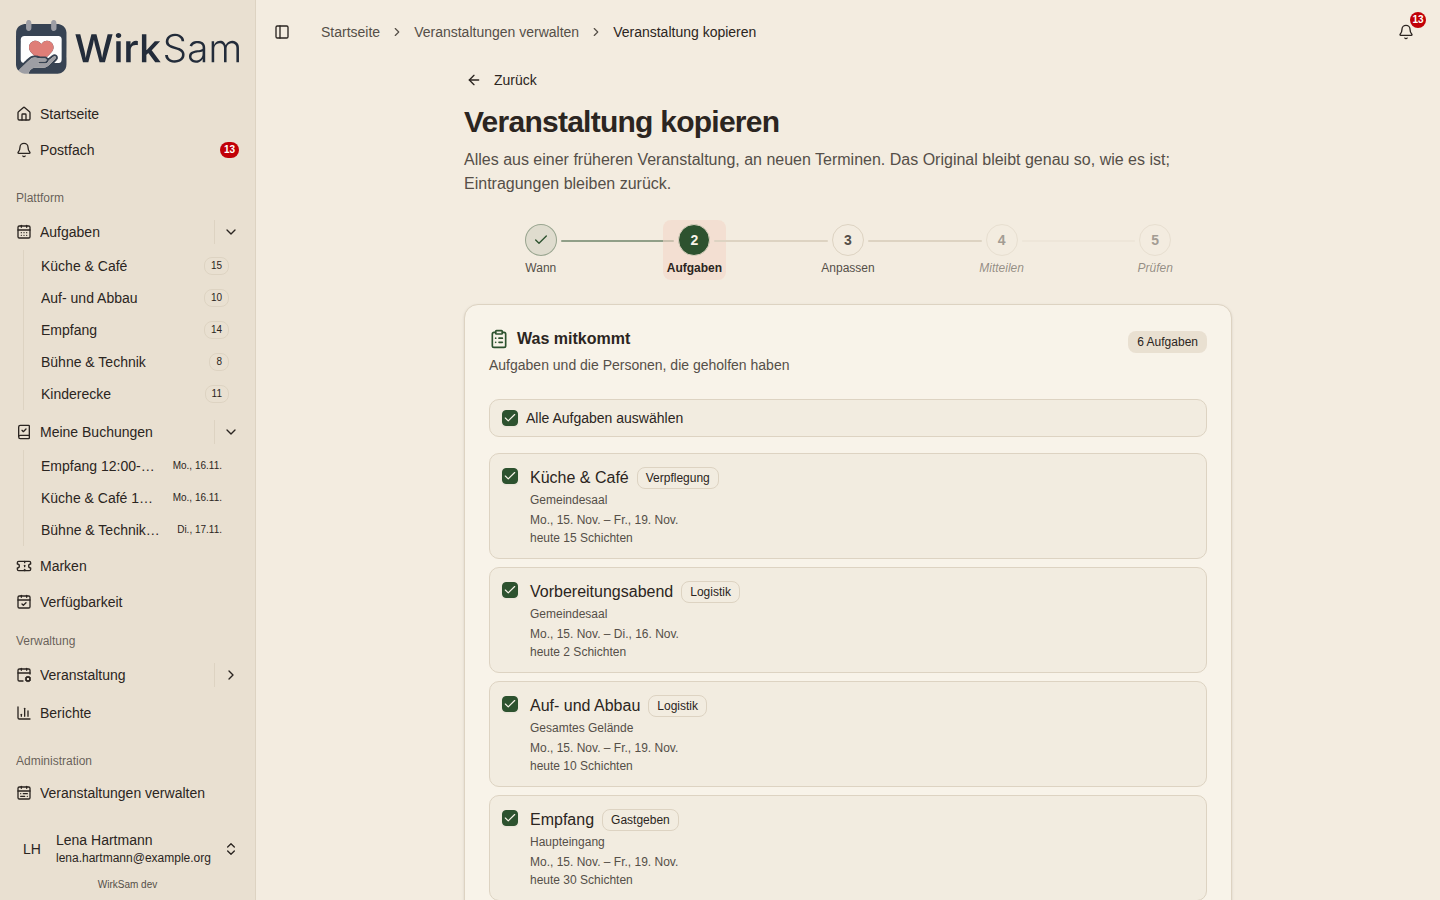 WirkSam
Startseite
Postfach
13
Plattform
Aufgaben
Küche & Café
15
Auf- und Abbau
10
Empfang
14
Bühne & Technik
8
Kinderecke
11
Meine Buchungen
Empfang 12:00-…
Mo., 16.11.
Küche & Café 1…
Mo., 16.11.
Bühne & Technik…
Di., 17.11.
Marken
Verfügbarkeit
Verwaltung
Veranstaltung
Berichte
Administration
Veranstaltungen verwalten
LH
Lena Hartmann
lena.hartmann@example.org
WirkSam dev
Startseite
Veranstaltungen verwalten
Veranstaltung kopieren
13
Zurück
Veranstaltung kopieren
Alles aus einer früheren Veranstaltung, an neuen Terminen. Das Original bleibt genau so, wie es ist;
Eintragungen bleiben zurück.
Wann
2
Aufgaben
3
Anpassen
4
Mitteilen
5
Prüfen
Was mitkommt
6 Aufgaben
Aufgaben und die Personen, die geholfen haben
Alle Aufgaben auswählen
Küche & Café
Verpflegung
Gemeindesaal
Mo., 15. Nov. – Fr., 19. Nov.
heute 15 Schichten
Vorbereitungsabend
Logistik
Gemeindesaal
Mo., 15. Nov. – Di., 16. Nov.
heute 2 Schichten
Auf- und Abbau
Logistik
Gesamtes Gelände
Mo., 15. Nov. – Fr., 19. Nov.
heute 10 Schichten
Empfang
Gastgeben
Haupteingang
Mo., 15. Nov. – Fr., 19. Nov.
heute 30 Schichten